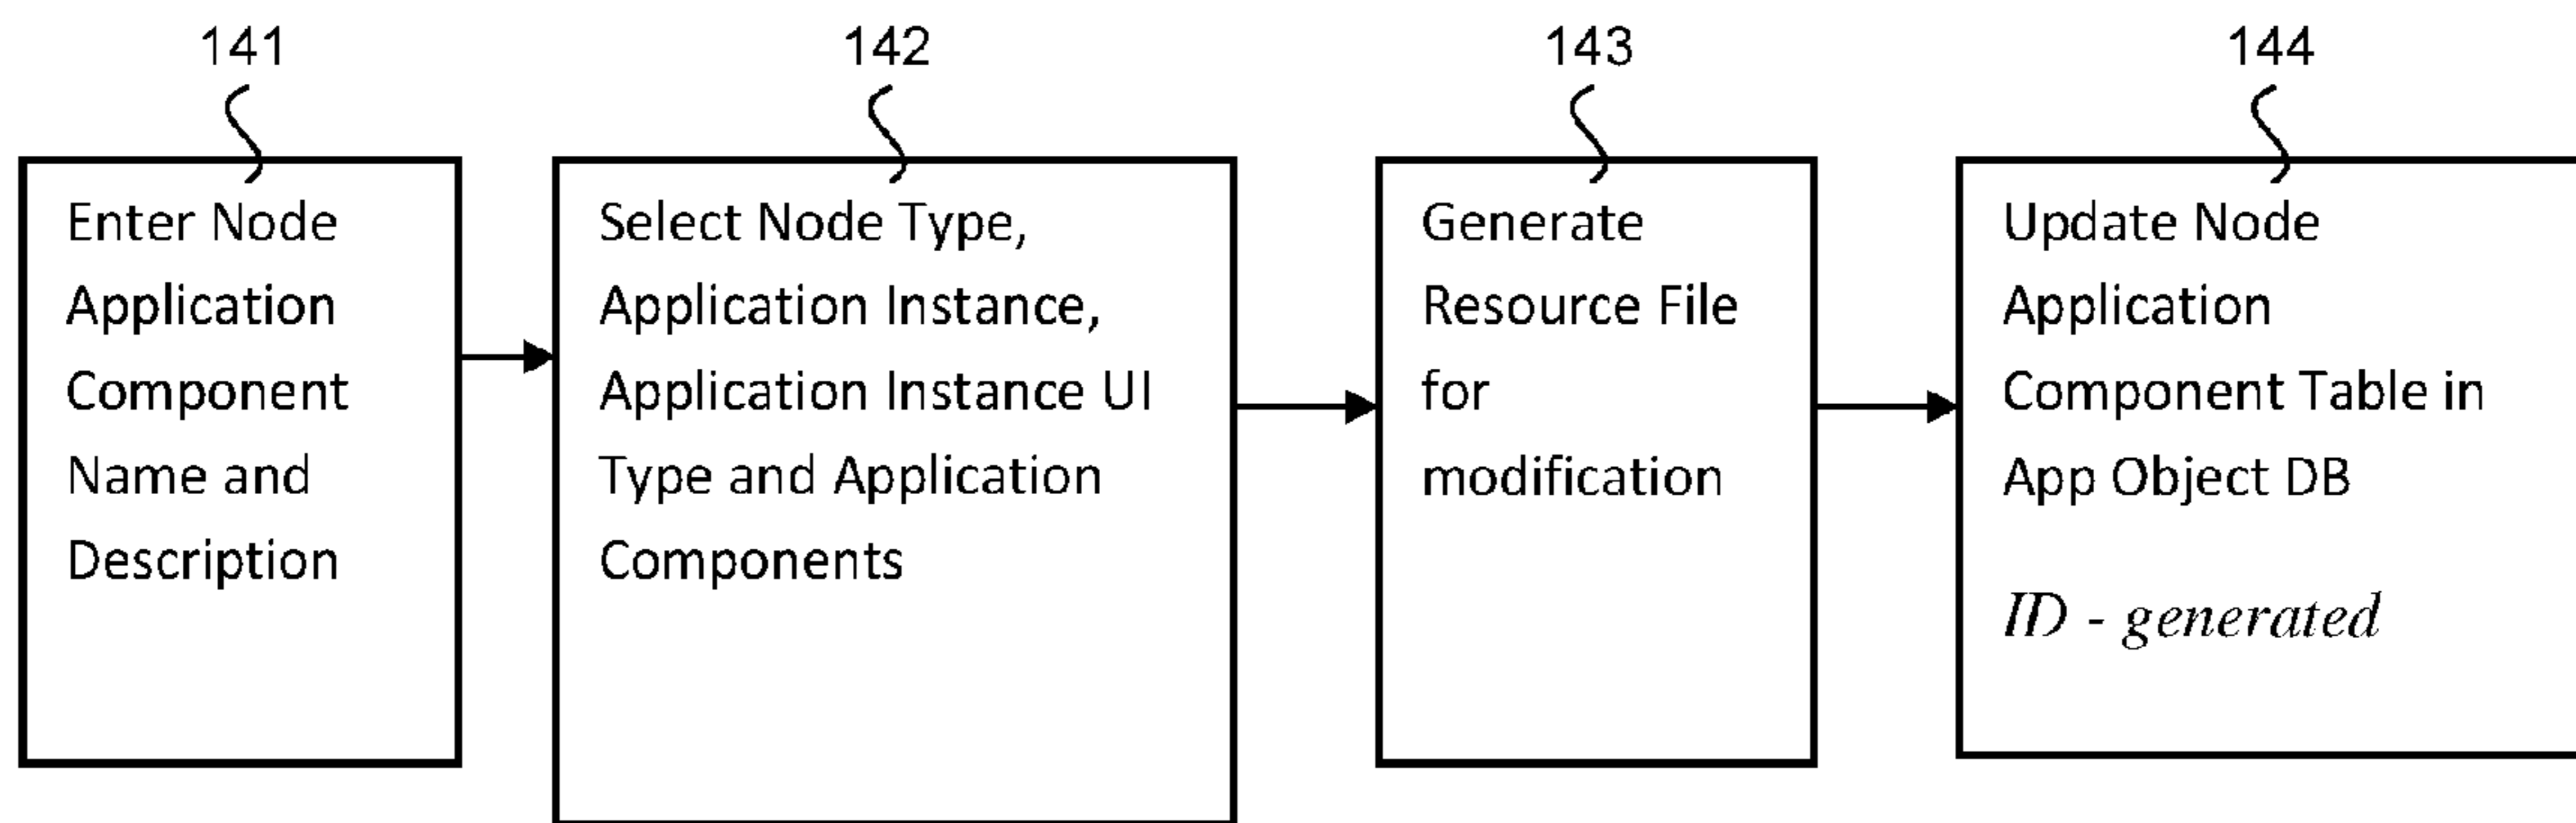 141
142
143
144
Enter Node
Application
Component
Name and
Description
Select Node Type,
Application Instance,
Application Instance UI
Type and Application
Components
Generate
Resource File
for
modification
Update Node
Application
Component Table in
App Object DB
ID - generated